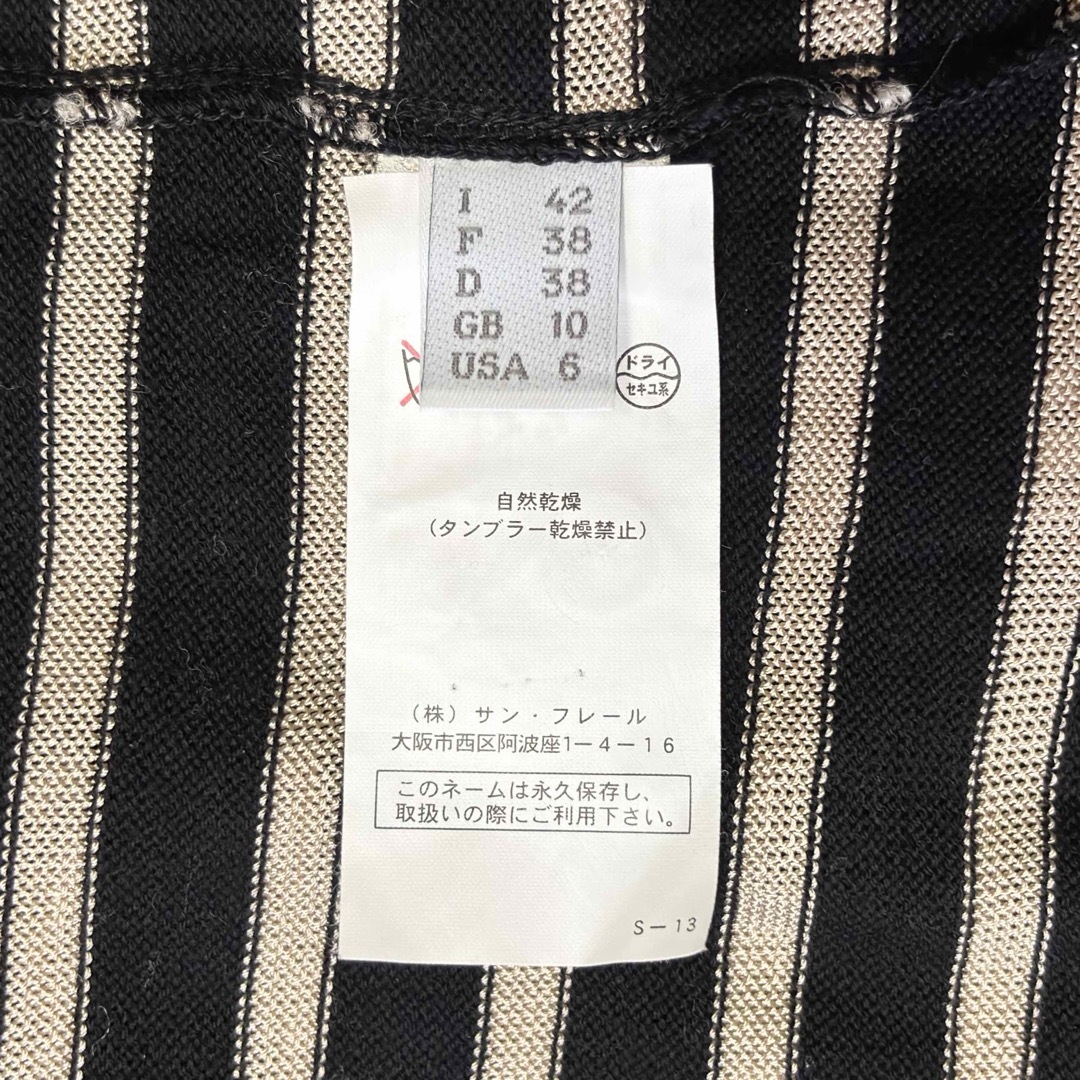 I 42
F 38
D 38
GB 10
USA 6
ドライ
セキユ系
自然乾燥
(タンブラー乾燥禁止)
(株)サン・フレール
大阪市西区阿波座1-4-16
このネームは永久保存し、
取扱いの際にご利用下さい。
S-13